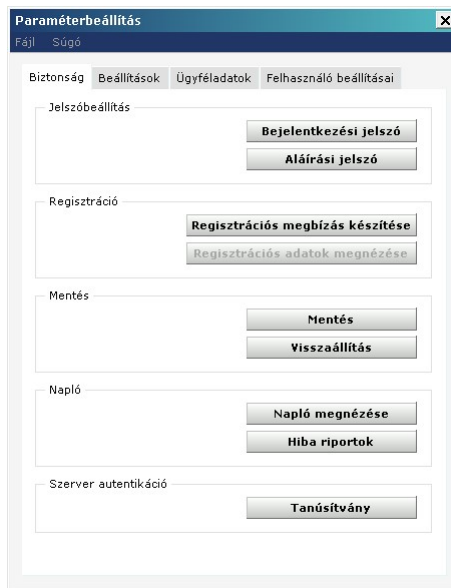 Paraméterbeállítás
Fájl Súgó
Biztonság Beállítások Ügyféladatok Felhasználó beállításai
Jelszóbeállítás
Bejelentkezési jelszó
Aláírási jelszó
Regisztráció
Regisztrációs megbízás készítése
Regisztrációs adatok megnézése
Mentés
Mentés
Visszaállítás
Napló
Napló megnézése
Hiba riportok
Szerver autentikáció
Tanúsítvány